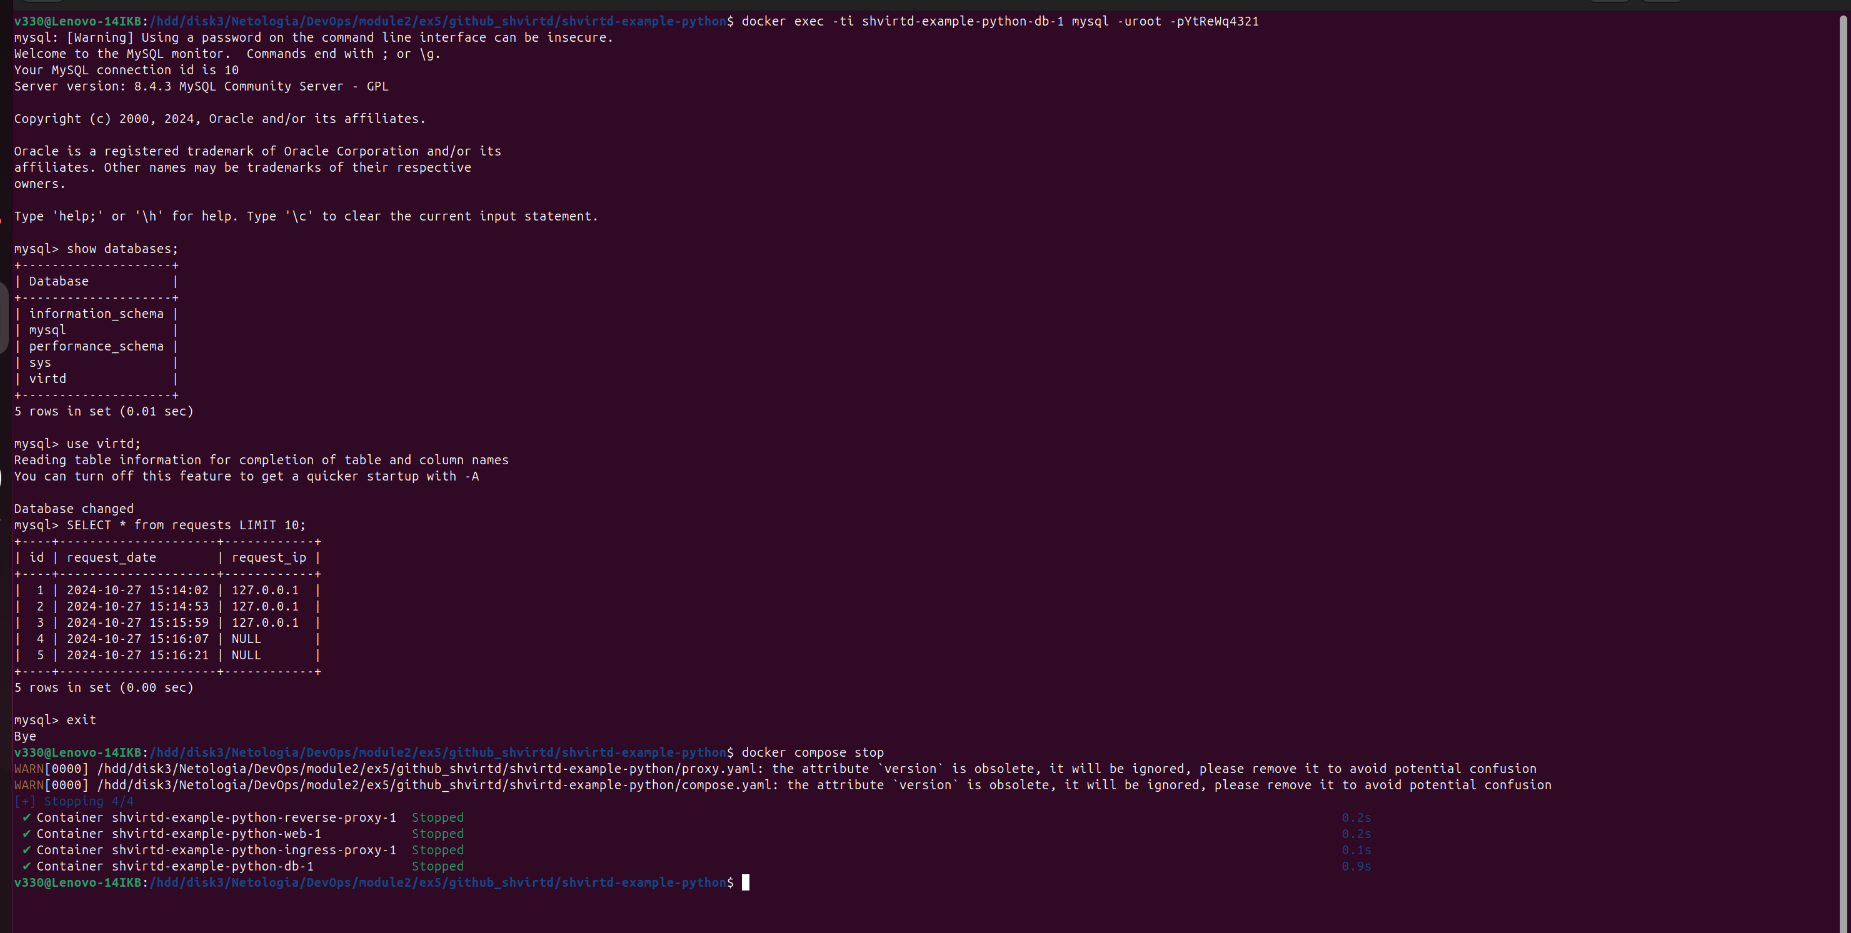 v330@Lenovo-14IKB:/hdd/disk3/Netologia/DevOps/module2/ex5/github_shvirtd/shvirtd-example-python$ docker exec -ti shvirtd-example-python-db-1 mysql -uroot -pYtReWq4321
mysql: [Warning] Using a password on the command line interface can be insecure.
Welcome to the MySQL monitor.  Commands end with ; or \g.
Your MySQL connection id is 10
Server version: 8.4.3 MySQL Community Server - GPL

Copyright (c) 2000, 2024, Oracle and/or its affiliates.

Oracle is a registered trademark of Oracle Corporation and/or its
affiliates. Other names may be trademarks of their respective
owners.

Type 'help;' or '\h' for help. Type '\c' to clear the current input statement.

mysql> show databases;
+--------------------+
| Database           |
+--------------------+
| information_schema |
| mysql              |
| performance_schema |
| sys                |
| virtd              |
+--------------------+
5 rows in set (0.01 sec)

mysql> use virtd;
Reading table information for completion of table and column names
You can turn off this feature to get a quicker startup with -A

Database changed
mysql> SELECT * from requests LIMIT 10;
+----+---------------------+------------+
| id | request_date        | request_ip |
+----+---------------------+------------+
|  1 | 2024-10-27 15:14:02 | 127.0.0.1  |
|  2 | 2024-10-27 15:14:53 | 127.0.0.1  |
|  3 | 2024-10-27 15:15:59 | 127.0.0.1  |
|  4 | 2024-10-27 15:16:07 | NULL       |
|  5 | 2024-10-27 15:16:21 | NULL       |
+----+---------------------+------------+
5 rows in set (0.00 sec)

mysql> exit
Bye
v330@Lenovo-14IKB:/hdd/disk3/Netologia/DevOps/module2/ex5/github_shvirtd/shvirtd-example-python$ docker compose stop
WARN[0000] /hdd/disk3/Netologia/DevOps/module2/ex5/github_shvirtd/shvirtd-example-python/proxy.yaml: the attribute `version` is obsolete, it will be ignored, please remove it to avoid potential confusion
WARN[0000] /hdd/disk3/Netologia/DevOps/module2/ex5/github_shvirtd/shvirtd-example-python/compose.yaml: the attribute `version` is obsolete, it will be ignored, please remove it to avoid potential confusion
[+] Stopping 4/4
 ✔ Container shvirtd-example-python-reverse-proxy-1  Stopped 0.2s
 ✔ Container shvirtd-example-python-web-1            Stopped 0.2s
 ✔ Container shvirtd-example-python-ingress-proxy-1  Stopped 0.1s
 ✔ Container shvirtd-example-python-db-1             Stopped 0.9s
v330@Lenovo-14IKB:/hdd/disk3/Netologia/DevOps/module2/ex5/github_shvirtd/shvirtd-example-python$